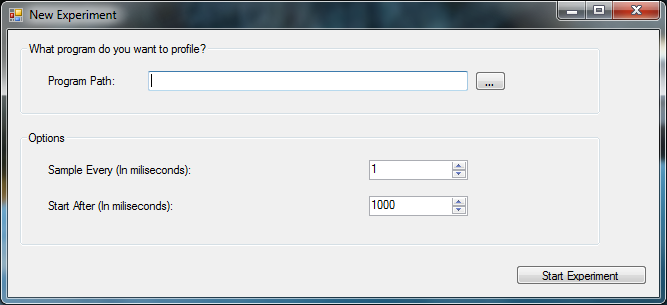 New Experiment
What program do you want to profile?
Program Path:
...
Options
Sample Every (In miliseconds):
1
Start After (In miliseconds):
1000
Start Experiment